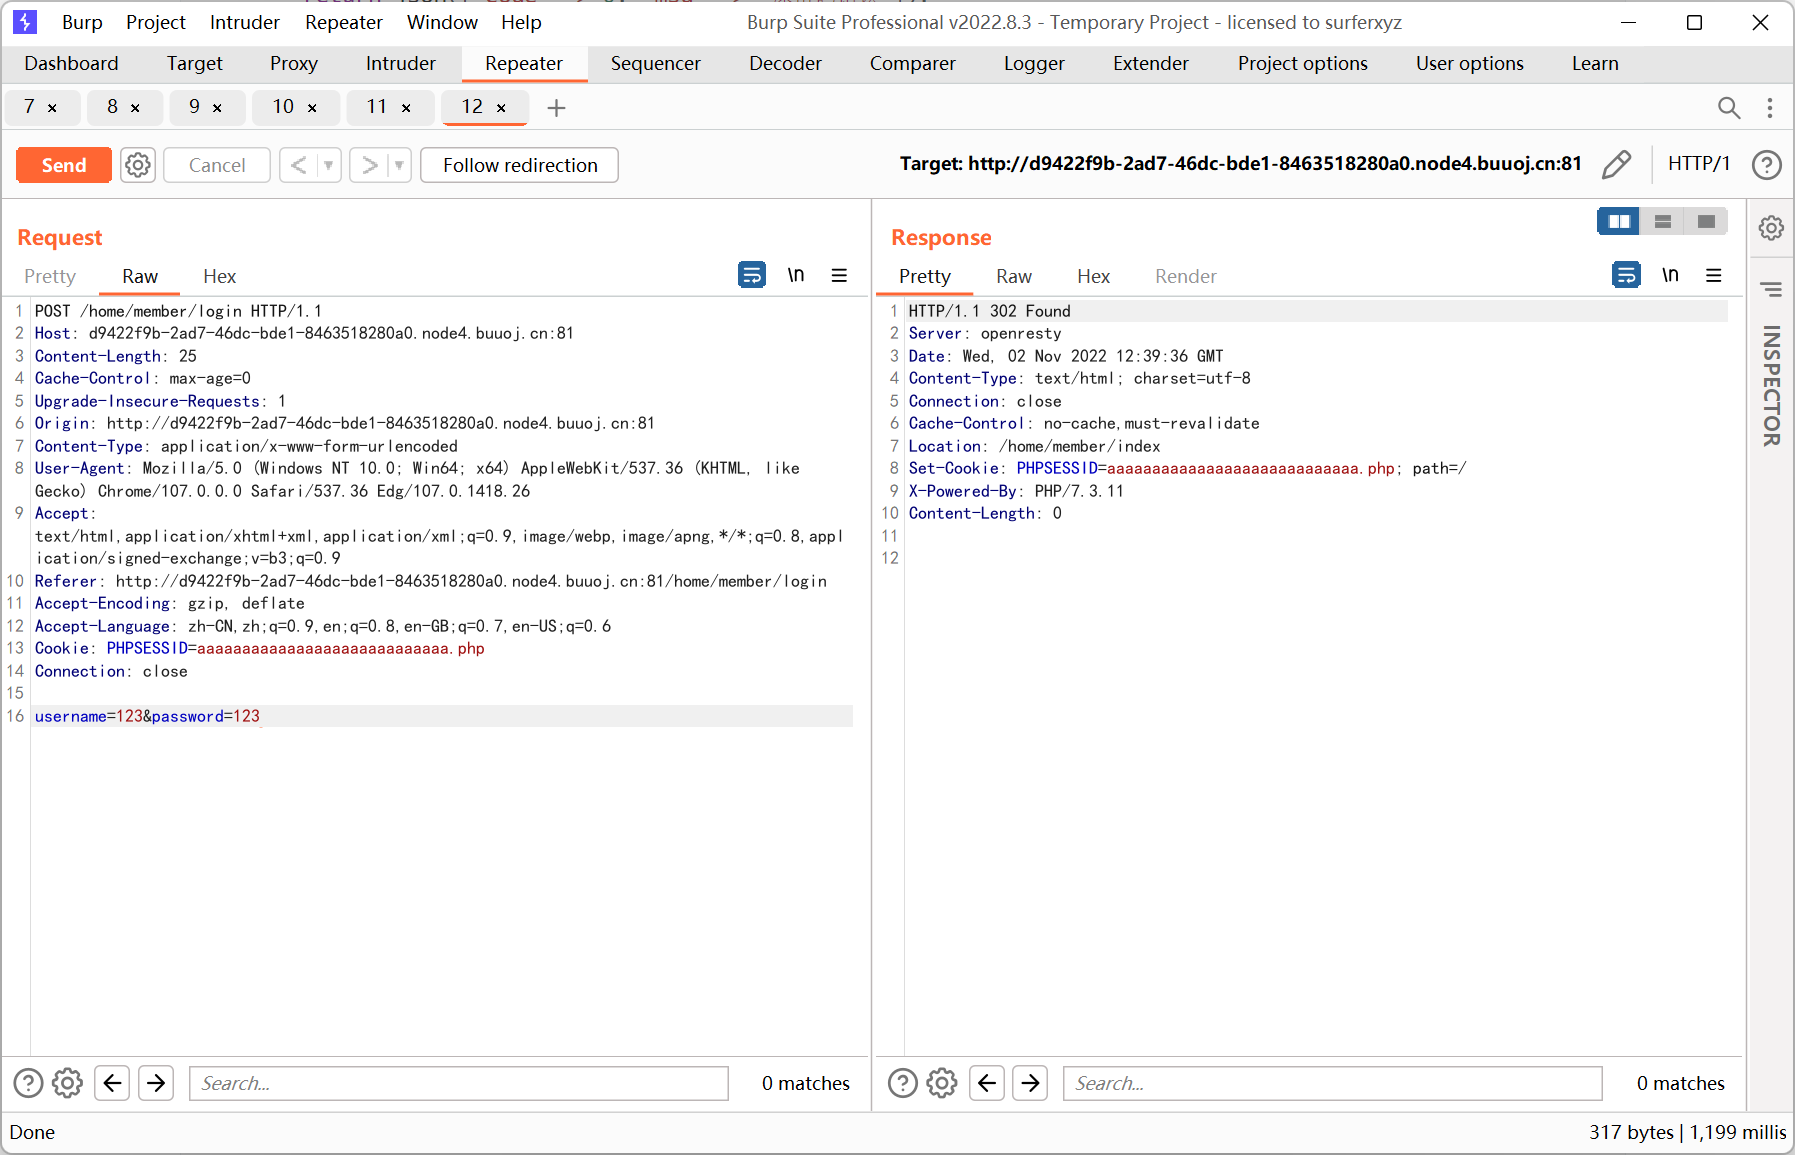 Burp Project Intruder Repeater Window Help Burp Suite Professional v2022.8.3 - Temporary Project - licensed to surferxyz
Dashboard Target Proxy Intruder Repeater Sequencer Decoder Comparer Logger Extender Project options User options Learn
7 × 8 × 9 × 10 × 11 × 12 × +
Send Cancel < > Follow redirection Target: http://d9422f9b-2ad7-46dc-bde1-8463518280a0.node4.buuoj.cn:81 HTTP/1 ?
Request
Pretty Raw Hex \n
1 POST /home/member/login HTTP/1.1
2 Host: d9422f9b-2ad7-46dc-bde1-8463518280a0.node4.buuoj.cn:81
3 Content-Length: 25
4 Cache-Control: max-age=0
5 Upgrade-Insecure-Requests: 1
6 Origin: http://d9422f9b-2ad7-46dc-bde1-8463518280a0.node4.buuoj.cn:81
7 Content-Type: application/x-www-form-urlencoded
8 User-Agent: Mozilla/5.0 (Windows NT 10.0; Win64; x64) AppleWebKit/537.36 (KHTML, like
Gecko) Chrome/107.0.0.0 Safari/537.36 Edg/107.0.1418.26
9 Accept:
text/html,application/xhtml+xml,application/xml;q=0.9,image/webp,image/apng,*/*;q=0.8,appl
ication/signed-exchange;v=b3;q=0.9
10 Referer: http://d9422f9b-2ad7-46dc-bde1-8463518280a0.node4.buuoj.cn:81/home/member/login
11 Accept-Encoding: gzip, deflate
12 Accept-Language: zh-CN,zh;q=0.9,en;q=0.8,en-GB;q=0.7,en-US;q=0.6
13 Cookie: PHPSESSID=aaaaaaaaaaaaaaaaaaaaaaaaaaaa.php
14 Connection: close
15
16 username=123&password=123
? Search... 0 matches
Response
Pretty Raw Hex Render \n
1 HTTP/1.1 302 Found
2 Server: openresty
3 Date: Wed, 02 Nov 2022 12:39:36 GMT
4 Content-Type: text/html; charset=utf-8
5 Connection: close
6 Cache-Control: no-cache,must-revalidate
7 Location: /home/member/index
8 Set-Cookie: PHPSESSID=aaaaaaaaaaaaaaaaaaaaaaaaaaaa.php; path=/
9 X-Powered-By: PHP/7.3.11
10 Content-Length: 0
11
12
? Search... 0 matches
INSPECTOR
Done 317 bytes | 1,199 millis